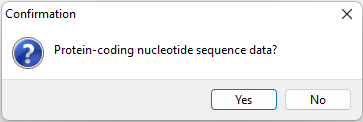 Confirmation
Protein-coding nucleotide sequence data?
Yes
No